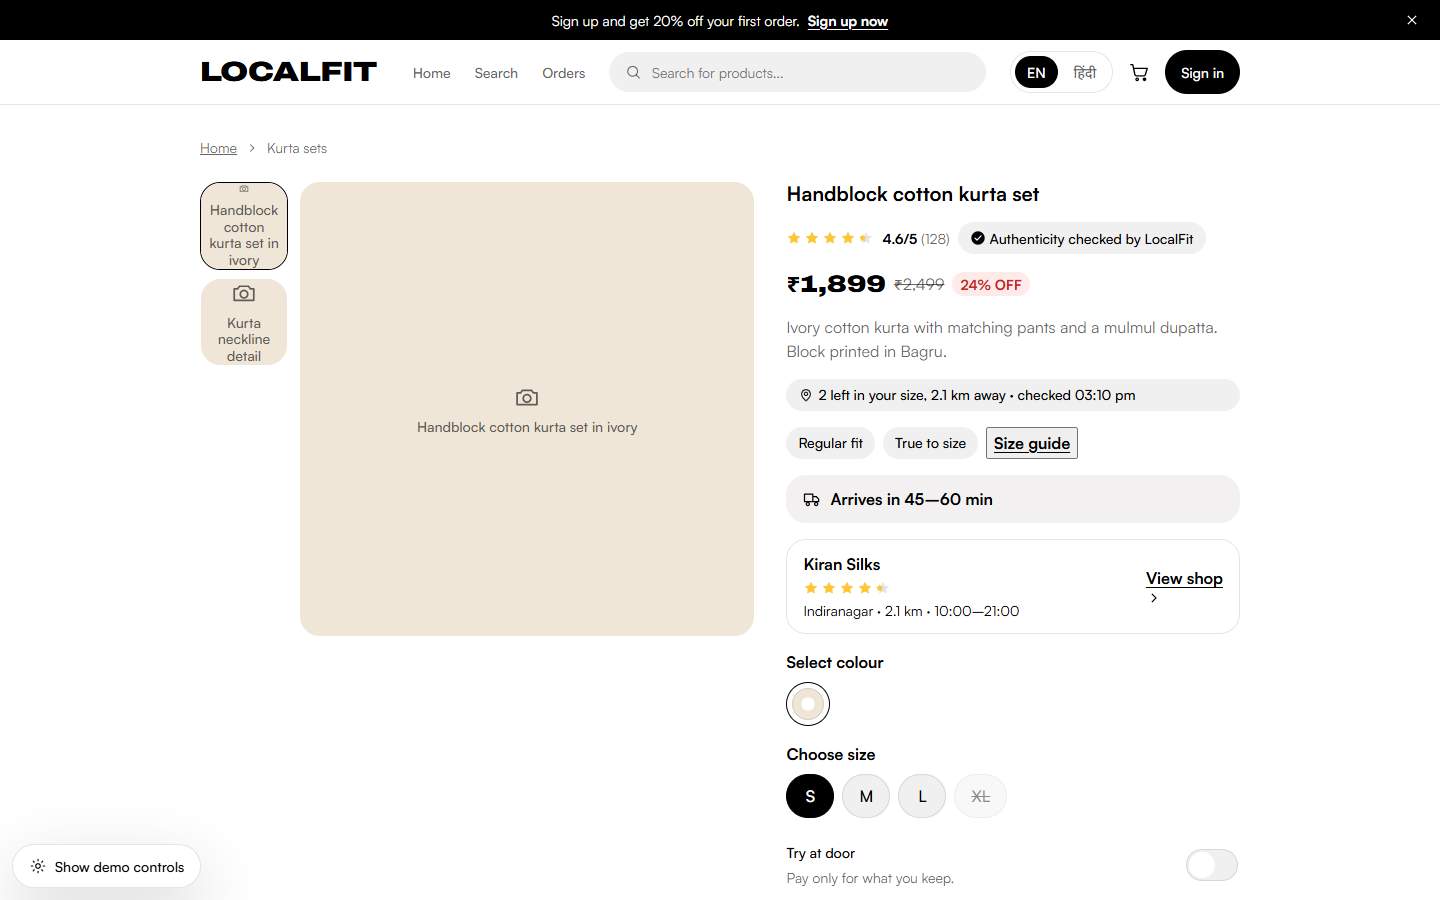 Sign up and get 20% off your first order. Sign up now
LOCALFIT
Home
Search
Orders
Search for products...
EN
हिंदी
Sign in
Home
Kurta sets
Handblock
cotton
kurta set in
ivory
Kurta
neckline
detail
Handblock cotton kurta set in ivory
Handblock cotton kurta set
4.6/5 (128)
Authenticity checked by LocalFit
₹1,899 ₹2,499 24% OFF
Ivory cotton kurta with matching pants and a mulmul dupatta.
Block printed in Bagru.
2 left in your size, 2.1 km away · checked 03:10 pm
Regular fit
True to size
Size guide
Arrives in 45–60 min
Kiran Silks
Indiranagar · 2.1 km · 10:00–21:00
View shop
Select colour
Choose size
S
M
L
XL
Try at door
Pay only for what you keep.
Show demo controls